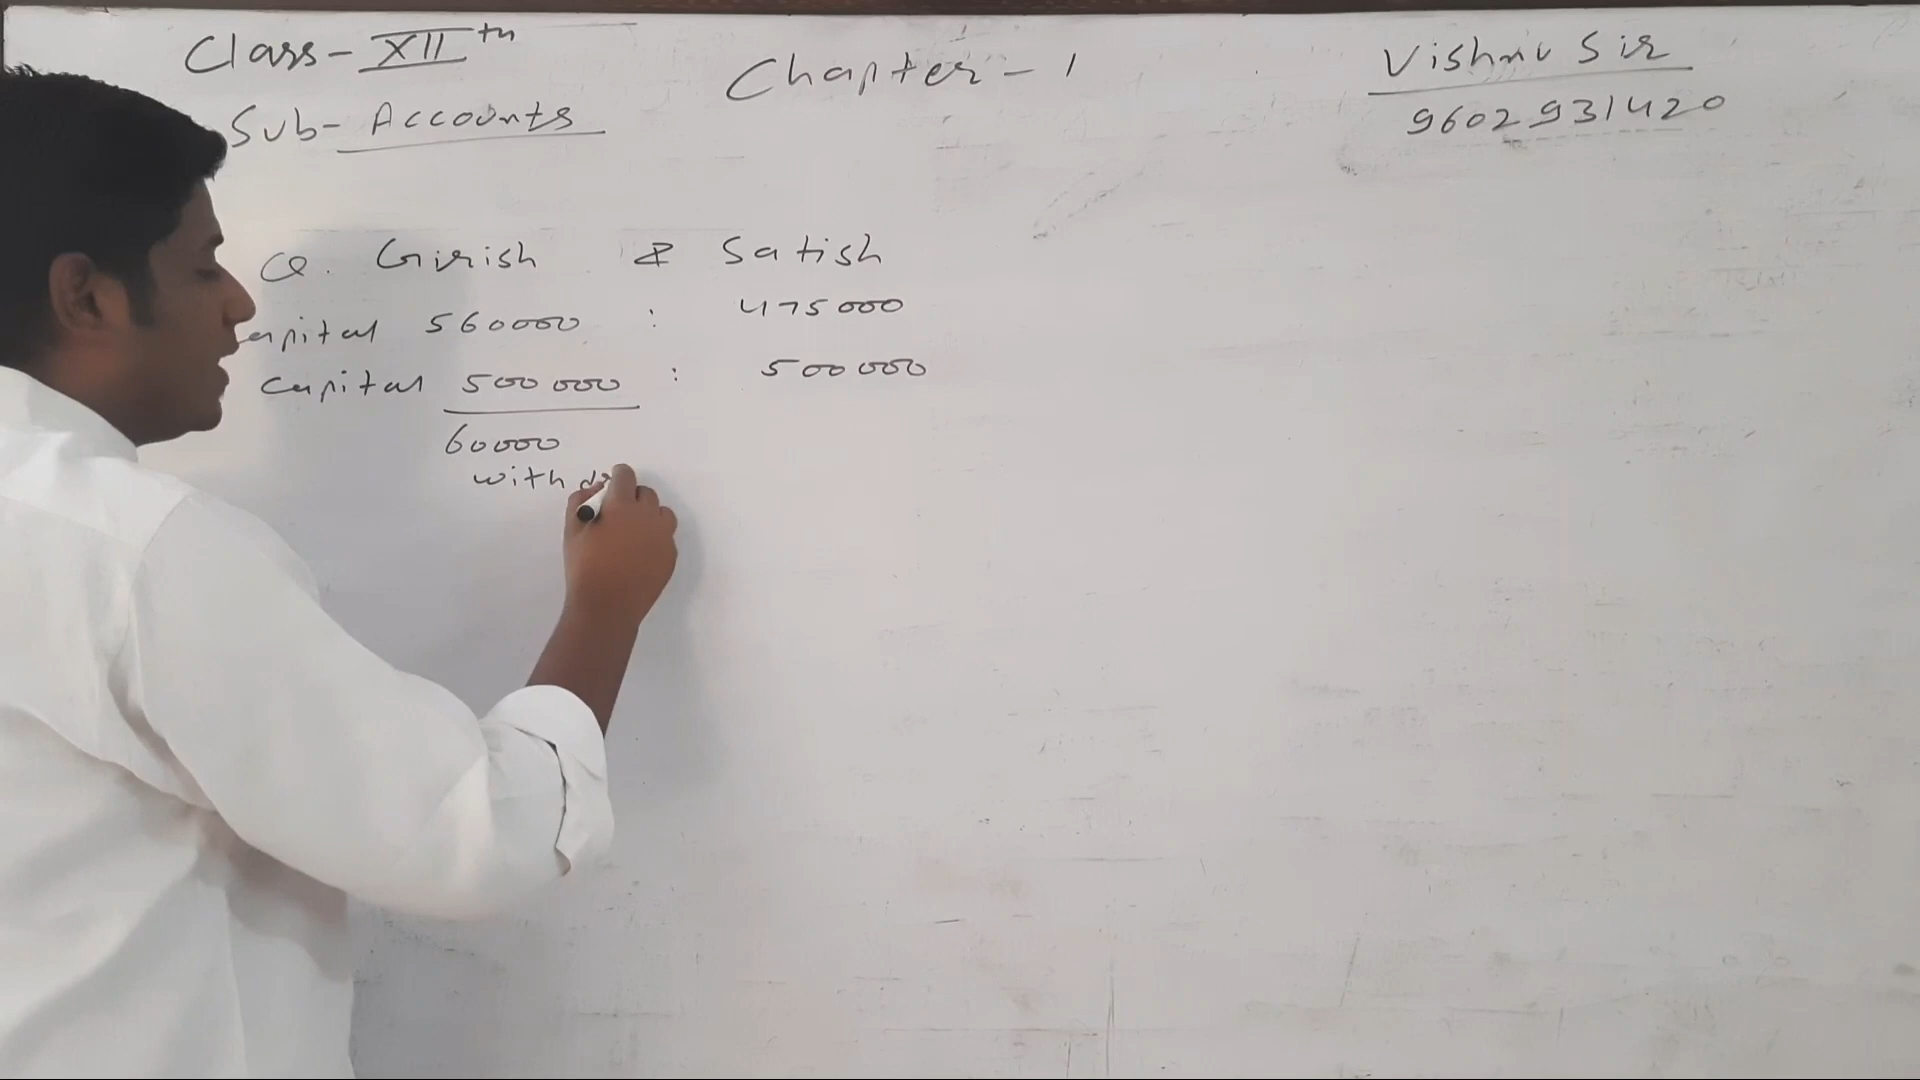 Class - XIIth
Sub - Accounts
Chapter - 1
Vishnu Sir
9602931420
Q. Girish & Satish
apital 560000 : 475000
Capital 500000 : 500000
60000
with